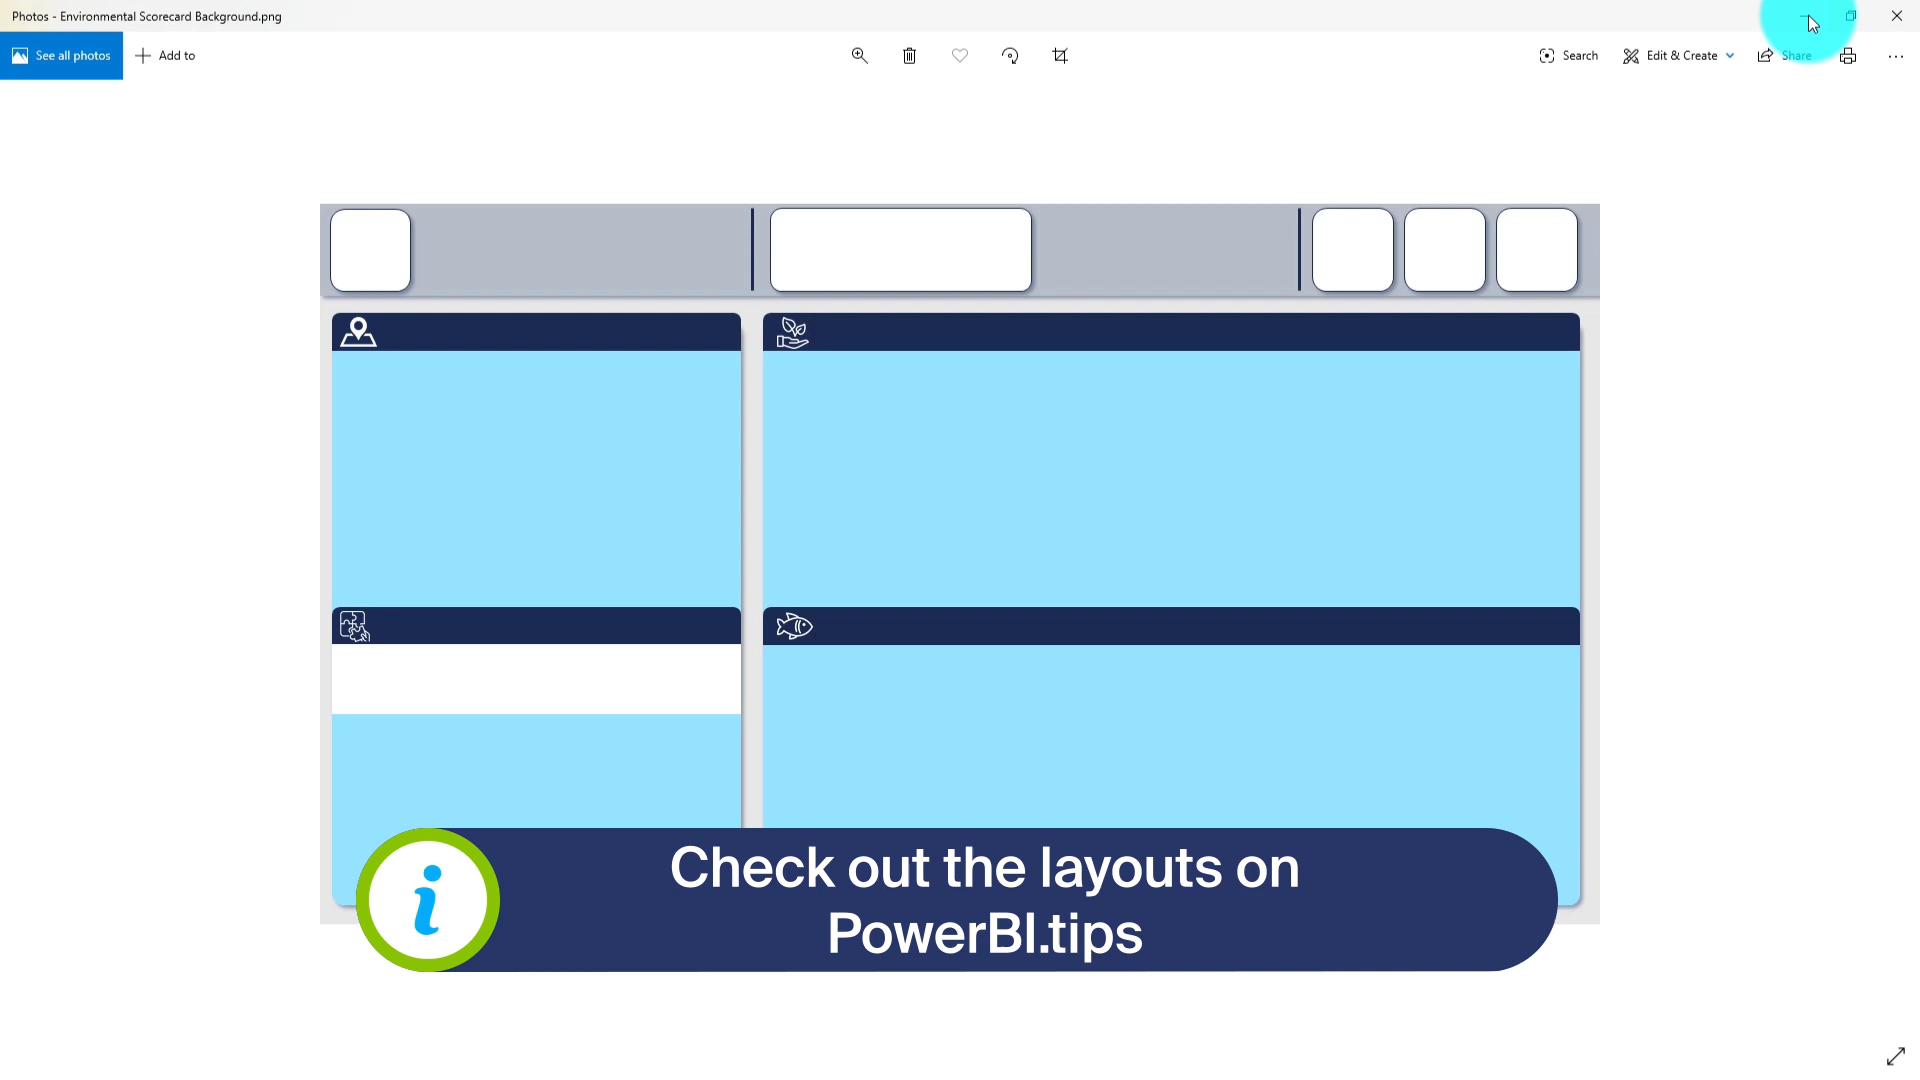 Photos - Environmental Scorecard Background.png
See all photos
Add to
Search
Edit & Create
Share
Check out the layouts on
PowerBI.tips